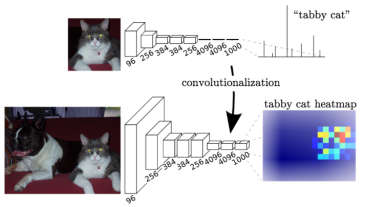 "tabby cat"
96 256 384 384 256 4096 4096 1000
convolutionalization
tabby cat heatmap
96 256 384 384 256 4096 4096 1000